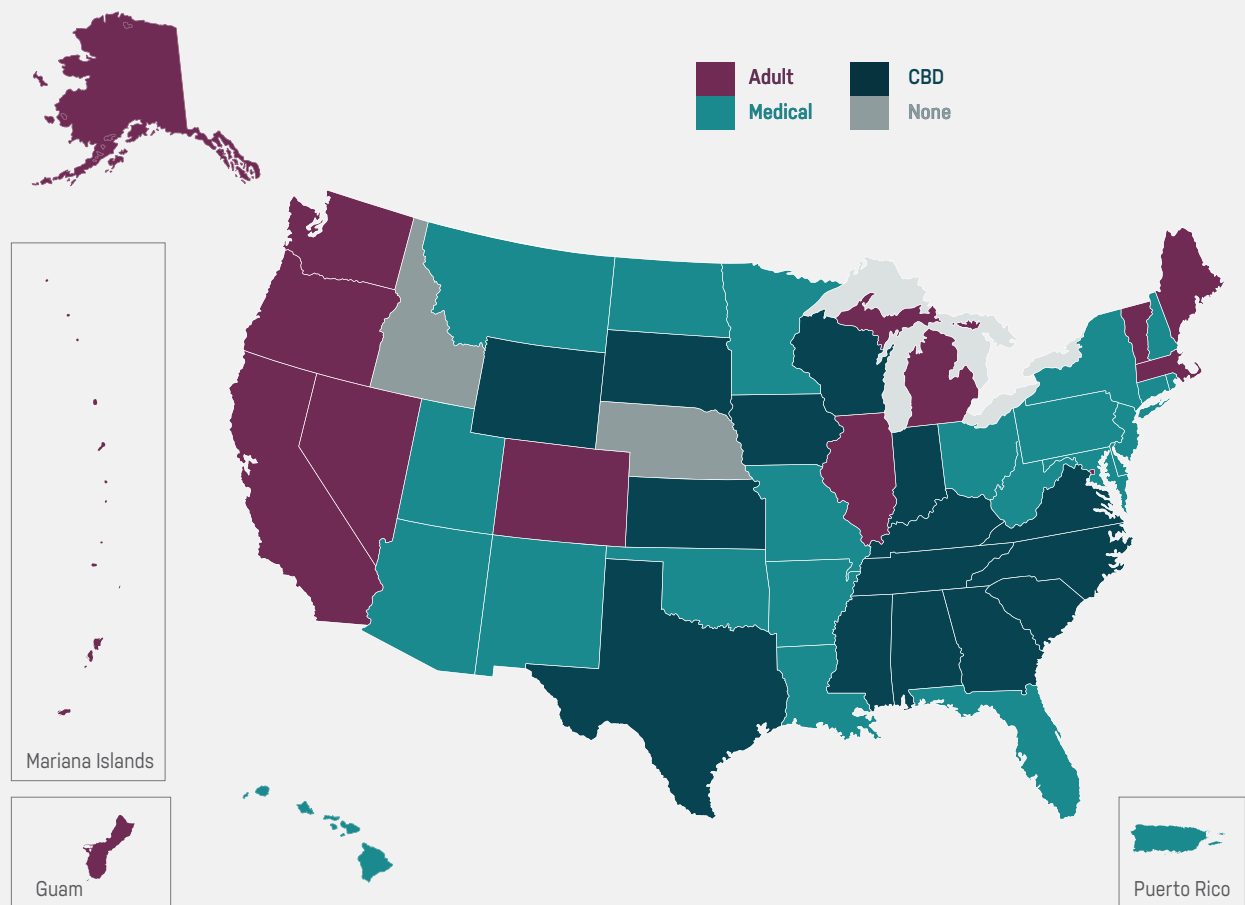 Adult
CBD
Medical
None
Mariana Islands
Guam
Puerto Rico